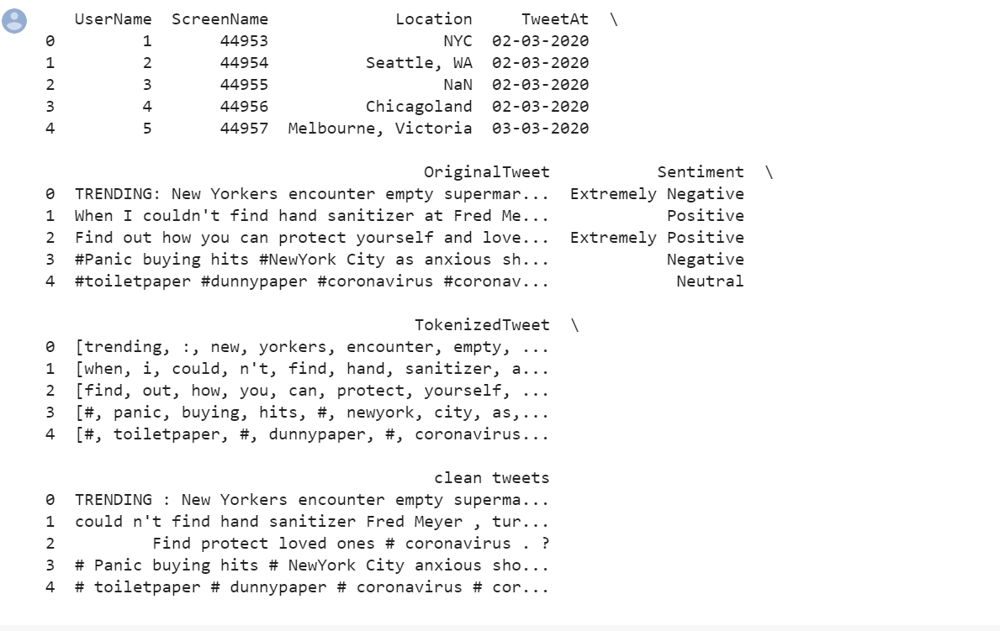 UserName ScreenName Location TweetAt \
0 1 44953 NYC 02-03-2020
1 2 44954 Seattle, WA 02-03-2020
2 3 44955 NaN 02-03-2020
3 4 44956 Chicagoland 02-03-2020
4 5 44957 Melbourne, Victoria 03-03-2020
OriginalTweet Sentiment \
0 TRENDING: New Yorkers encounter empty supermar... Extremely Negative
1 When I couldn't find hand sanitizer at Fred Me... Positive
2 Find out how you can protect yourself and love... Extremely Positive
3 #Panic buying hits #NewYork City as anxious sh... Negative
4 #toiletpaper #dunnypaper #coronavirus #coronav... Neutral
TokenizedTweet \
0 [trending, :, new, yorkers, encounter, empty, ...
1 [when, i, could, n't, find, hand, sanitizer, a...
2 [find, out, how, you, can, protect, yourself, ...
3 [#, panic, buying, hits, #, newyork, city, as,...
4 [#, toiletpaper, #, dunnypaper, #, coronavirus...
clean tweets
0 TRENDING : New Yorkers encounter empty superma...
1 could n't find hand sanitizer Fred Meyer , tur...
2 Find protect loved ones # coronavirus . ?
3 # Panic buying hits # NewYork City anxious sho...
4 # toiletpaper # dunnypaper # coronavirus # cor...